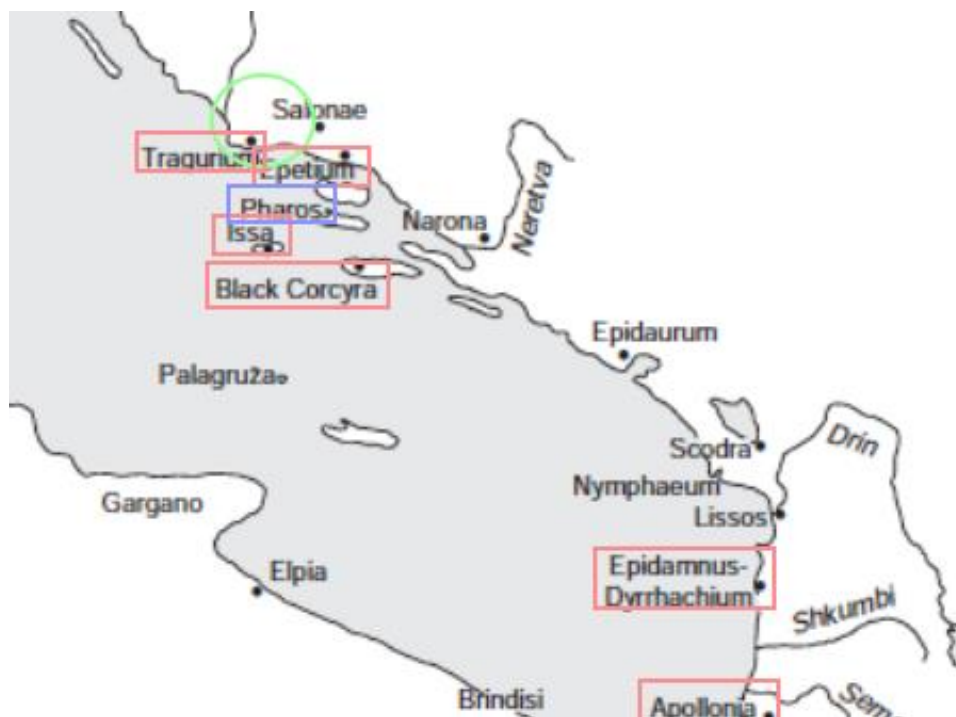 Salonae
Tragurium
Epetium
Pharos
Narona
Neretva
Issa
Black Corcyra
Epidaurum
Palagruža
Drin
Scodra
Nymphaeum
Gargano
Lissos
Elpia
Epidamnus-
Dyrrhachium
Shkumbi
Brindisi
Apollonia